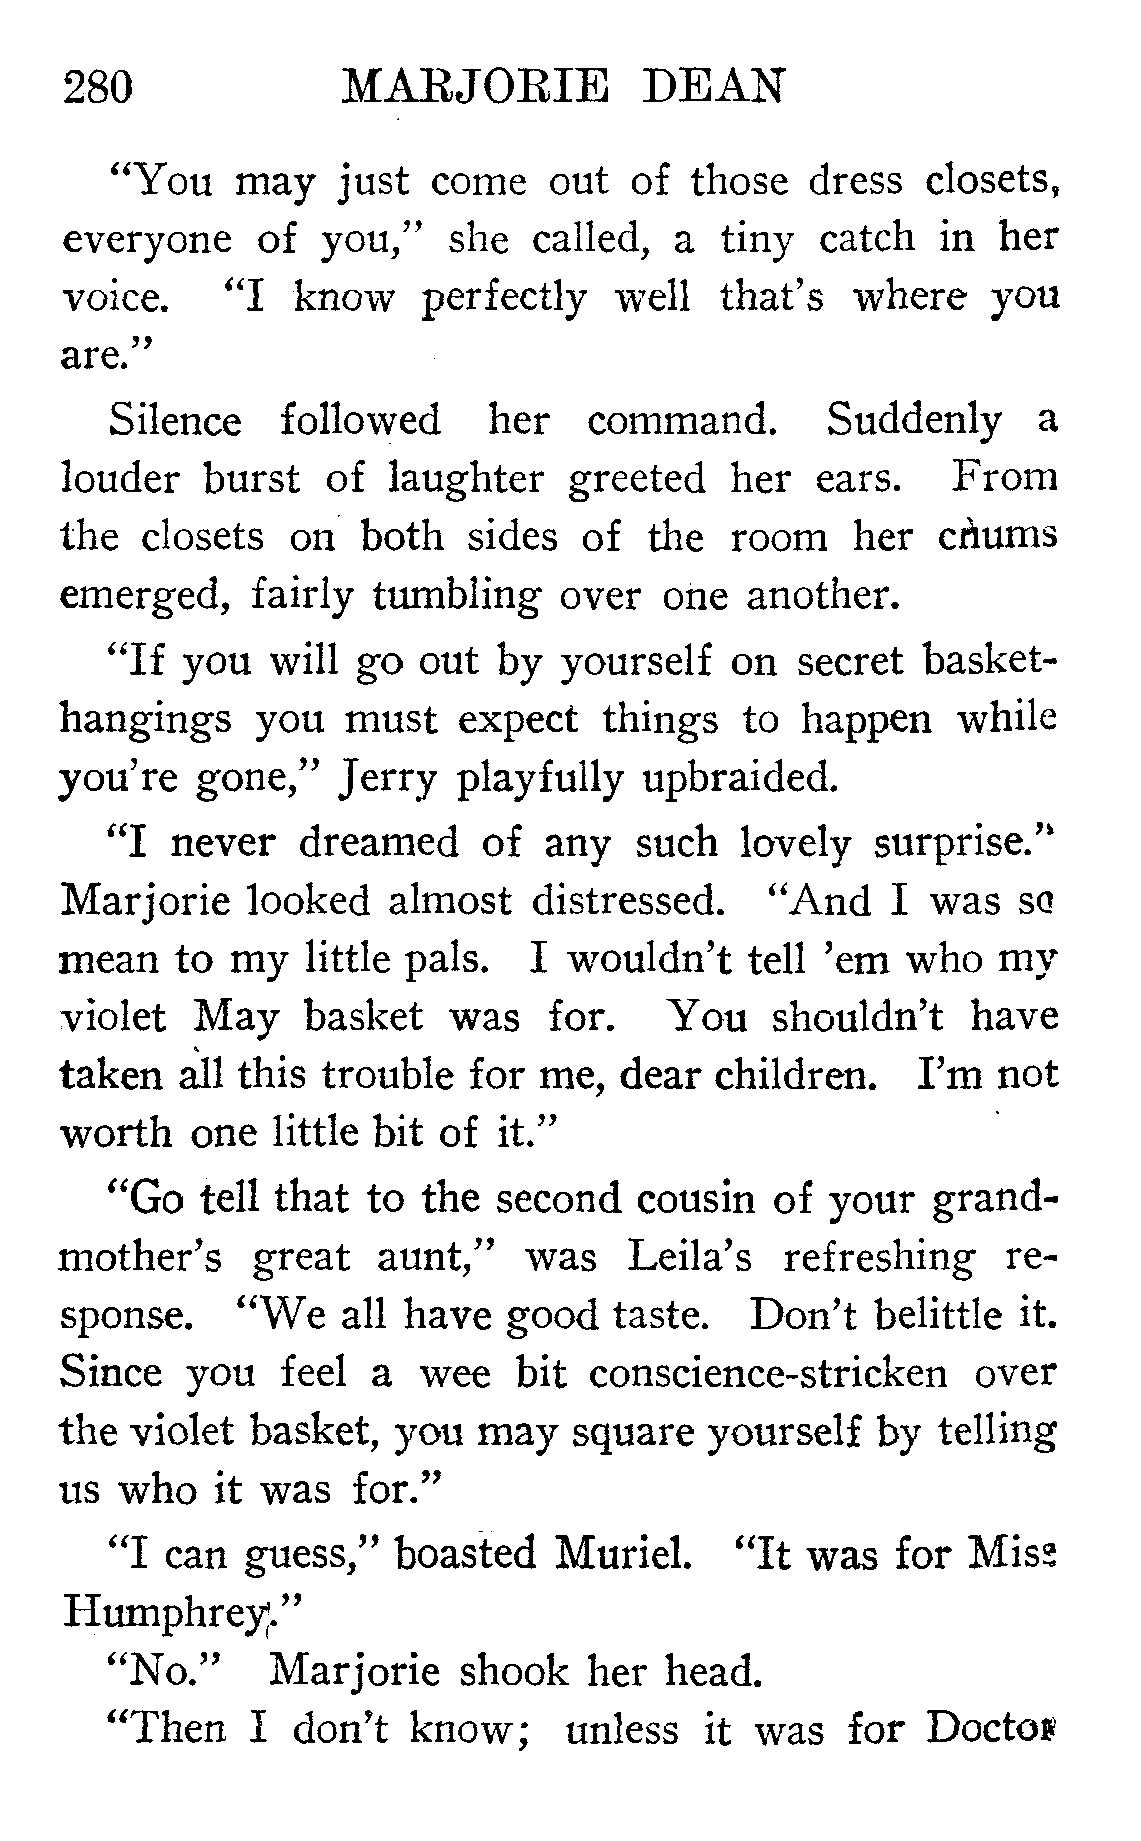 280 MARJORIE DEAN
“You may just come out of those dress closets,
everyone of you,” she called, a tiny catch in her
voice. “I know perfectly well that’s where you
are.”
Silence followed her command. Suddenly a
louder burst of laughter greeted her ears. From
the closets on both sides of the room her chums
emerged, fairly tumbling over one another.
“If you will go out by yourself on secret basket-
hangings you must expect things to happen while
you’re gone,” Jerry playfully upbraided.
“I never dreamed of any such lovely surprise.”
Marjorie looked almost distressed. “And I was so
mean to my little pals. I wouldn’t tell ’em who my
violet May basket was for. You shouldn’t have
taken all this trouble for me, dear children. I’m not
worth one little bit of it.”
“Go tell that to the second cousin of your grand-
mother’s great aunt,” was Leila’s refreshing re-
sponse. “We all have good taste. Don’t belittle it.
Since you feel a wee bit conscience-stricken over
the violet basket, you may square yourself by telling
us who it was for.”
“I can guess,” boasted Muriel. “It was for Miss
Humphrey.”
“No.” Marjorie shook her head.
“Then I don’t know; unless it was for Doctor